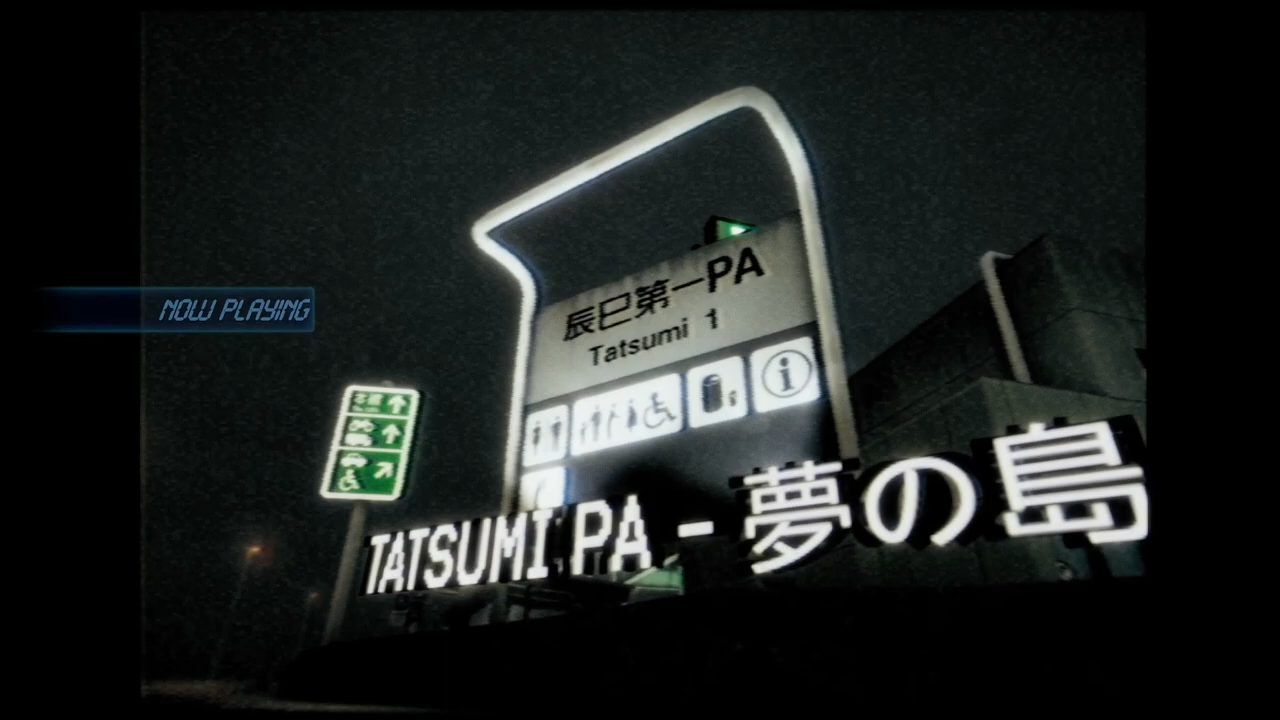 NOW PLAYING
辰巳第一PA
Tatsumi 1
i
TATSUMI PA - 夢の島